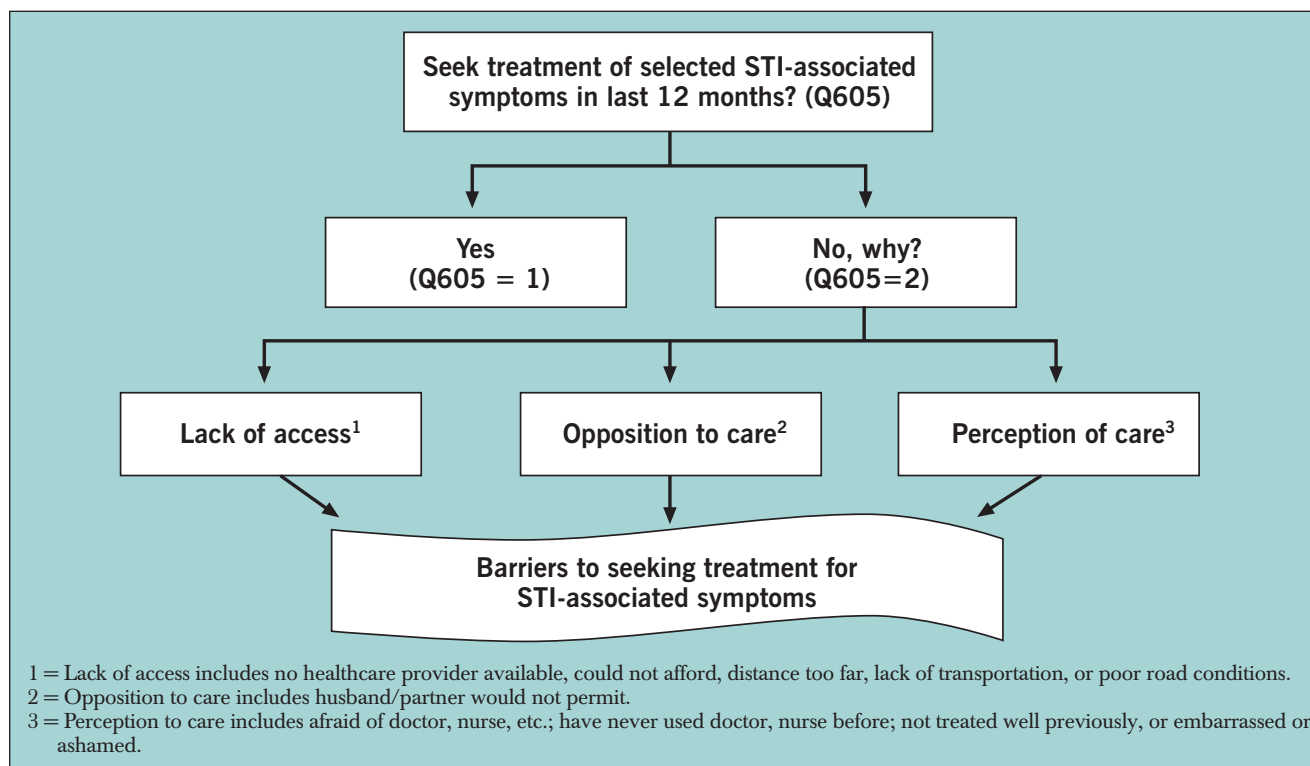 Seek treatment of selected STI-associated
symptoms in last 12 months? (Q605)
Yes
(Q605 = 1)
No, why?
(Q605=2)
Lack of access¹
Opposition to care²
Perception of care³
Barriers to seeking treatment for
STI-associated symptoms
1 = Lack of access includes no healthcare provider available, could not afford, distance too far, lack of transportation, or poor road conditions.
2 = Opposition to care includes husband/partner would not permit.
3 = Perception to care includes afraid of doctor, nurse, etc.; have never used doctor, nurse before; not treated well previously, or embarrassed or
ashamed.